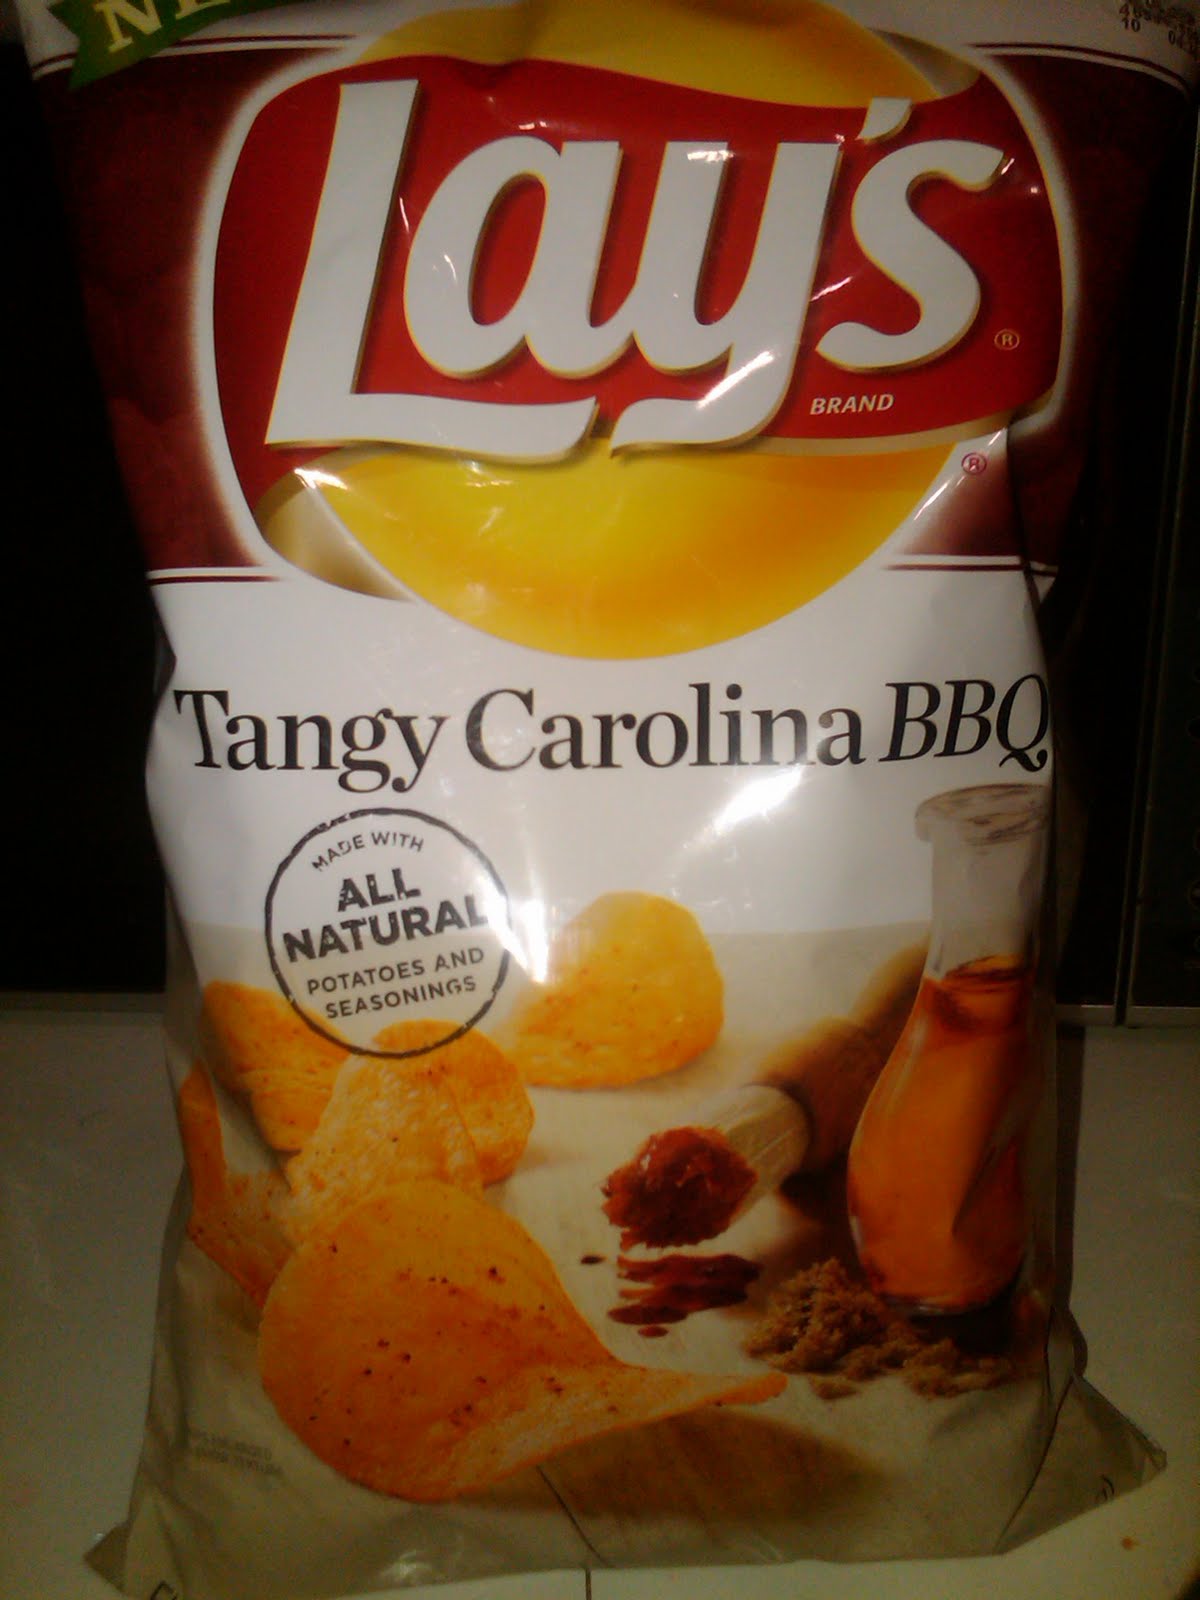 Lay's
®
BRAND
®
Tangy Carolina BBQ
MADE WITH
ALL
NATURAL
POTATOES AND
SEASONINGS